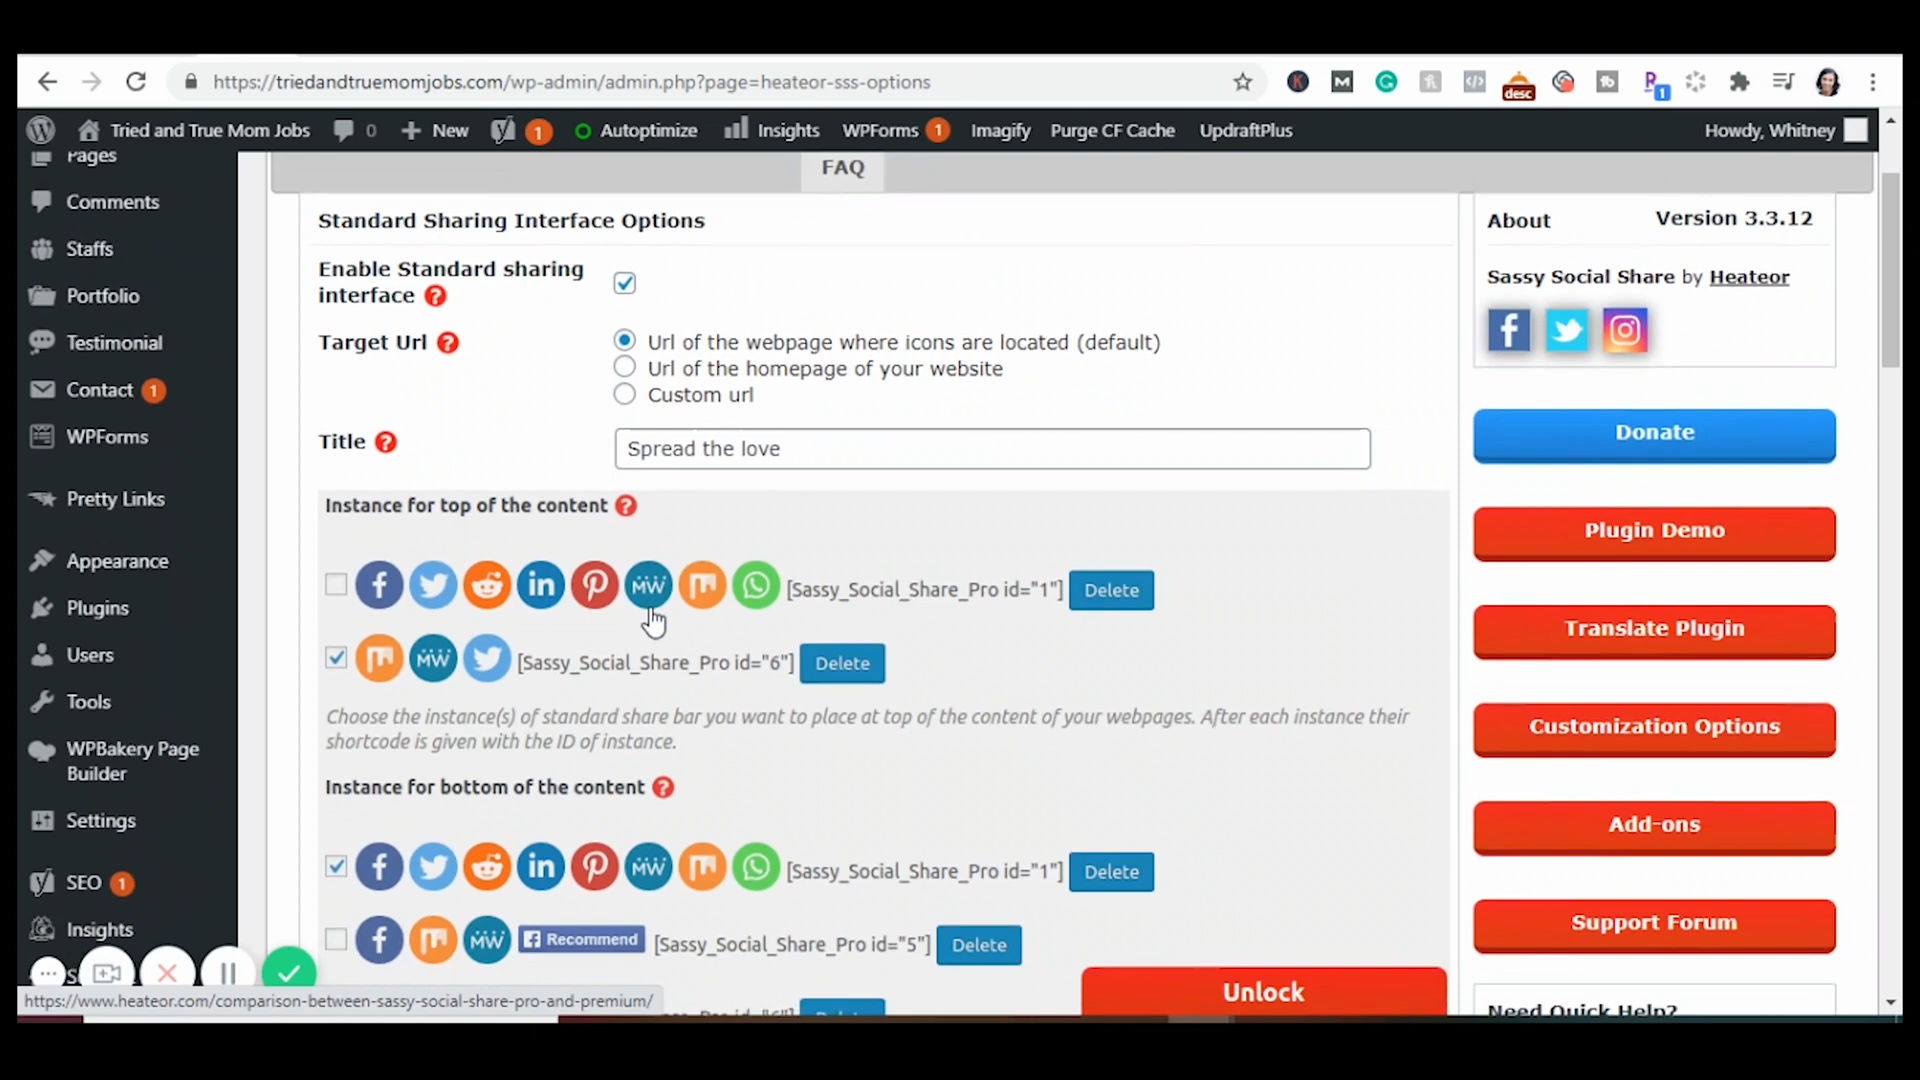 https://triedandtruemomjobs.com/wp-admin/admin.php?page=heateor-sss-options
desc
1
Tried and True Mom Jobs 0 New 1 Autoptimize Insights WPForms 1 Imagify Purge CF Cache UpdraftPlus Howdy, Whitney
Pages
Comments
Staffs
Portfolio
Testimonial
Contact 1
WPForms
Pretty Links
Appearance
Plugins
Users
Tools
WPBakery Page
Builder
Settings
SEO 1
Insights
FAQ
Standard Sharing Interface Options
Enable Standard sharing
interface ?
Target Url ?
Url of the webpage where icons are located (default)
Url of the homepage of your website
Custom url
Title ?
Spread the love
Instance for top of the content ?
[Sassy_Social_Share_Pro id="1"] Delete
[Sassy_Social_Share_Pro id="6"] Delete
Choose the instance(s) of standard share bar you want to place at top of the content of your webpages. After each instance their
shortcode is given with the ID of instance.
Instance for bottom of the content ?
[Sassy_Social_Share_Pro id="1"] Delete
Recommend [Sassy_Social_Share_Pro id="5"] Delete
Unlock
About Version 3.3.12
Sassy Social Share by Heateor
Donate
Plugin Demo
Translate Plugin
Customization Options
Add-ons
Support Forum
Need Quick Help?
https://www.heateor.com/comparison-between-sassy-social-share-pro-and-premium/